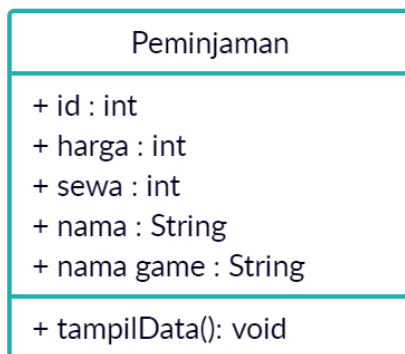 Peminjaman
+ id : int
+ harga : int
+ sewa : int
+ nama : String
+ nama game : String
+ tampilData(): void